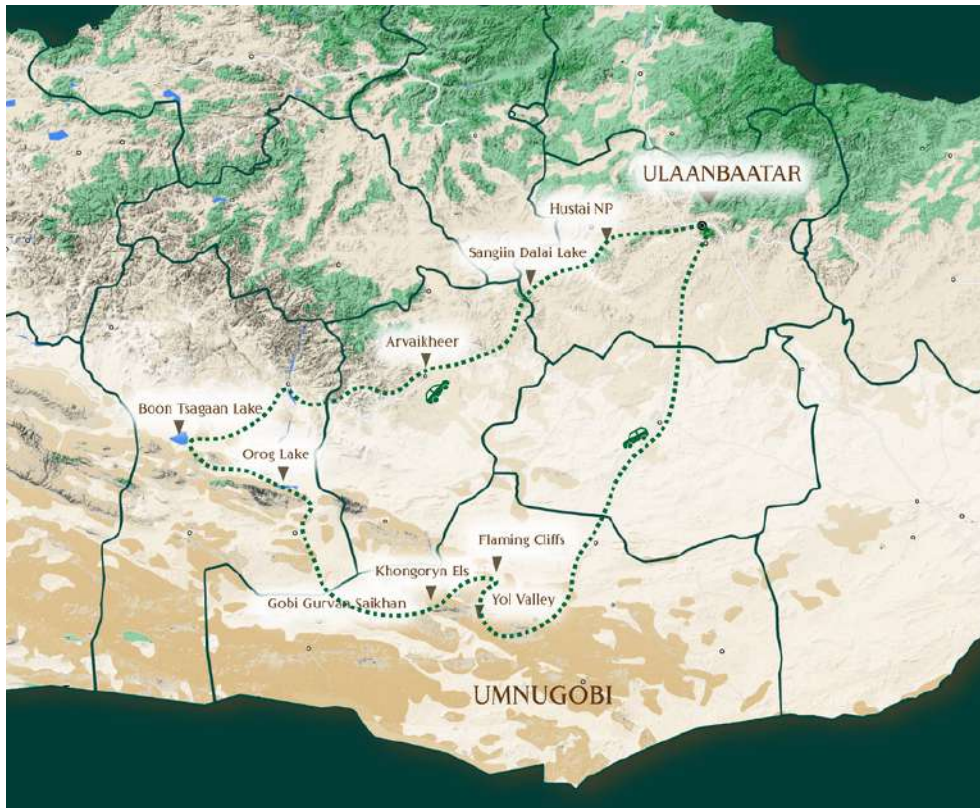 ULAANBAATAR
Hustai NP
Sangiin Dalai Lake
Arvaikheer
Boon Tsagaan Lake
Orog Lake
Flaming Cliffs
Khongoryn Els
Gobi Gurvan Saikhan
Yol Valley
UMNUGOBI